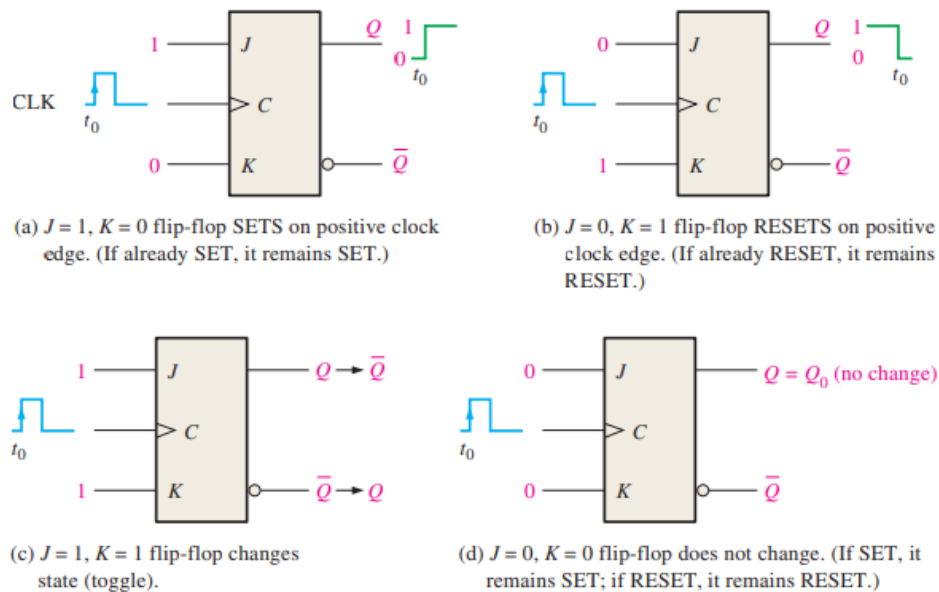 1 J Q 1 0 t₀
CLK t₀ C
0 K Q̅
(a) J = 1, K = 0 flip-flop SETS on positive clock
edge. (If already SET, it remains SET.)
0 J Q 1 0 t₀
t₀ C
1 K Q̅
(b) J = 0, K = 1 flip-flop RESETS on positive
clock edge. (If already RESET, it remains
RESET.)
1 J Q → Q̅
t₀ C
1 K Q̅ → Q
(c) J = 1, K = 1 flip-flop changes
state (toggle).
0 J Q = Q₀ (no change)
t₀ C
0 K Q̅
(d) J = 0, K = 0 flip-flop does not change. (If SET, it
remains SET; if RESET, it remains RESET.)